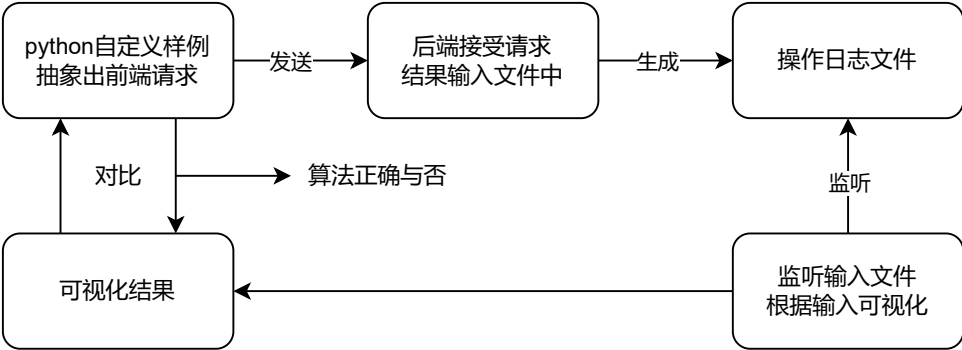 python自定义样例
抽象出前端请求
发送
后端接受请求
结果输入文件中
生成
操作日志文件
对比
算法正确与否
监听
可视化结果
监听输入文件
根据输入可视化